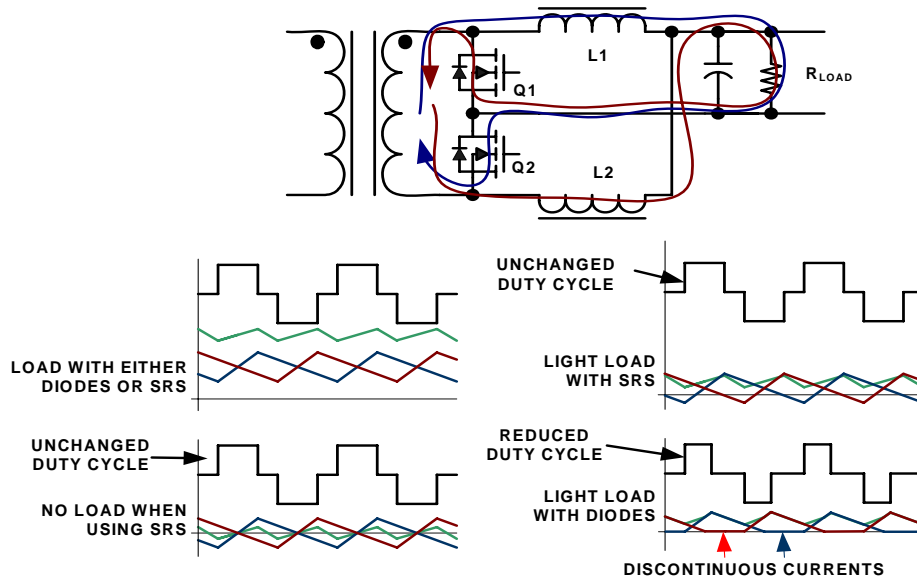 L1
Q1
RLOAD
Q2
L2
UNCHANGED
DUTY CYCLE
LOAD WITH EITHER
DIODES OR SRS
LIGHT LOAD
WITH SRS
UNCHANGED
DUTY CYCLE
REDUCED
DUTY CYCLE
NO LOAD WHEN
USING SRS
LIGHT LOAD
WITH DIODES
DISCONTINUOUS CURRENTS